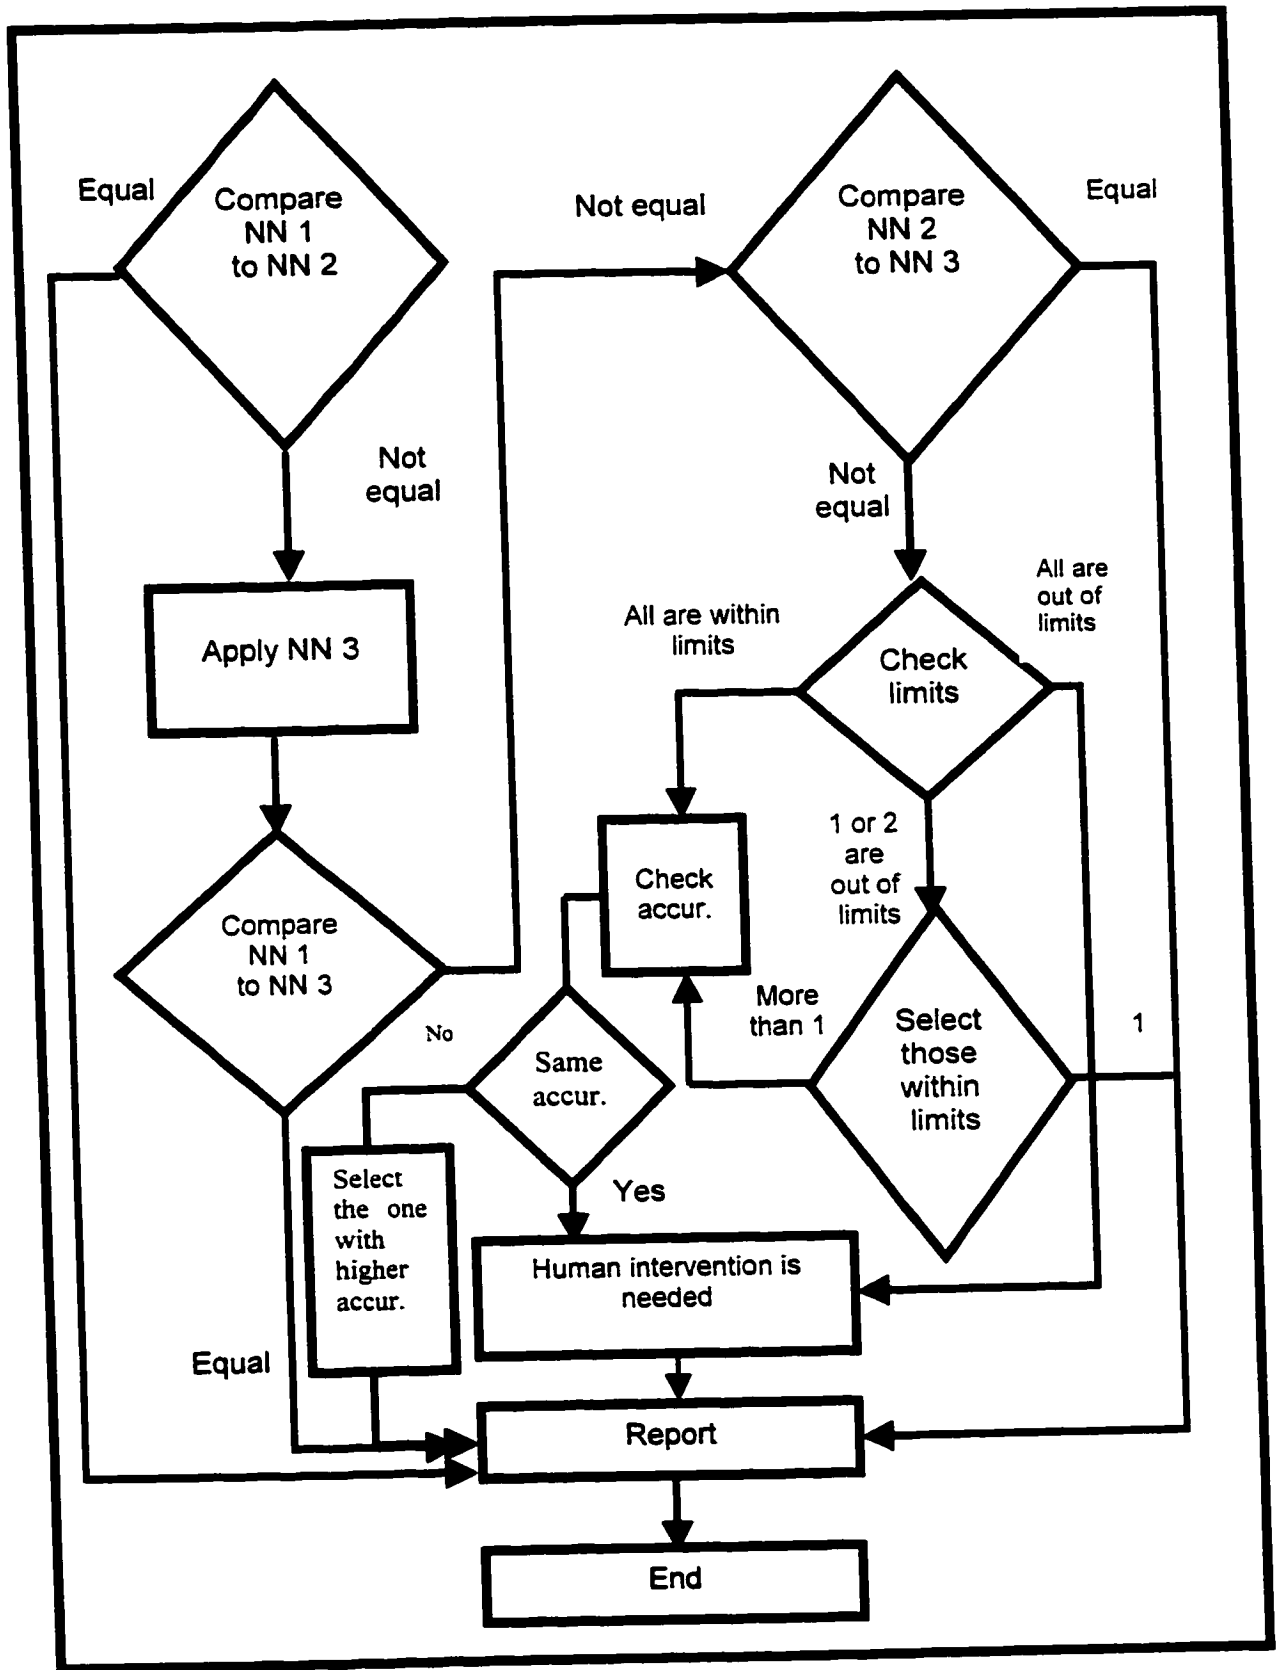 Equal
Compare
NN 1
to NN 2
Not equal
Compare
NN 2
to NN 3
Equal
Not
equal
Not
equal
Apply NN 3
All are within
limits
All are
out of
limits
Check
limits
Check
accur.
1 or 2
are
out of
limits
Compare
NN 1
to NN 3
No
Same
accur.
More
than 1
Select
those
within
limits
1
Select
the one
with
higher
accur.
Yes
Human intervention is
needed
Equal
Report
End